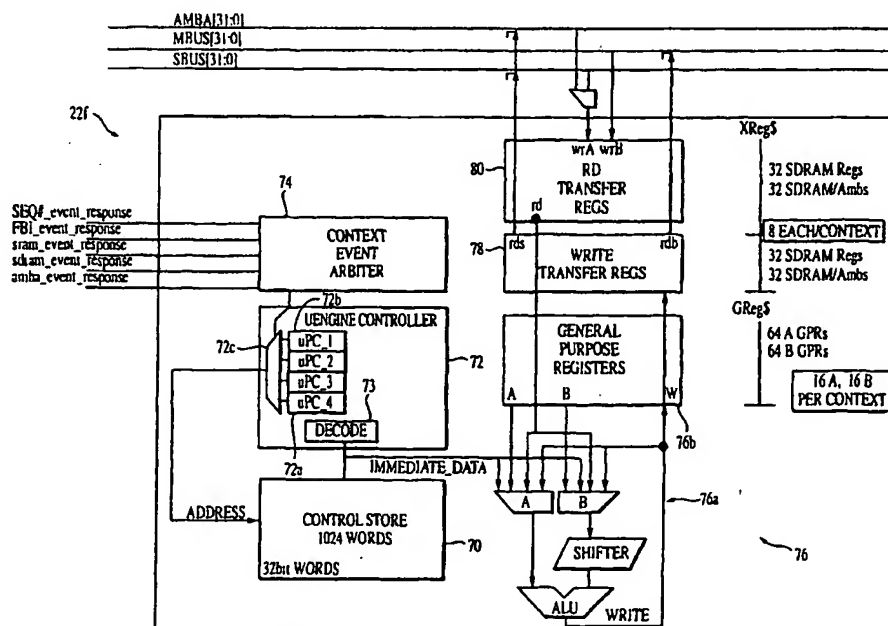 AMBA[31:0]
MBUS[31:0]
SBUS[31:0]
22f
wrA wrB
80
RD
TRANSFER
REGS
rd
XReg$
32 SDRAM Regs
32 SDRAM/Ambs
8 EACH/CONTEXT
32 SDRAM Regs
32 SDRAM/Ambs
74
SEQ#_event_response
FBI_event_response
sram_event_response
sdram_event_response
amba_event_response
CONTEXT
EVENT
ARBITER
78
rds
rdb
WRITE
TRANSFER REGS
GReg$
64 A GPRs
64 B GPRs
16 A, 16 B
PER CONTEXT
72b
UENGINE CONTROLLER
72c
uPC_1
uPC_2
uPC_3
uPC_4
72
73
DECODE
72a
GENERAL
PURPOSE
REGISTERS
A
B
W
76b
IMMEDIATE_DATA
A
B
76a
ADDRESS
CONTROL STORE
1024 WORDS
32bit WORDS
70
SHIFTER
76
ALU
WRITE